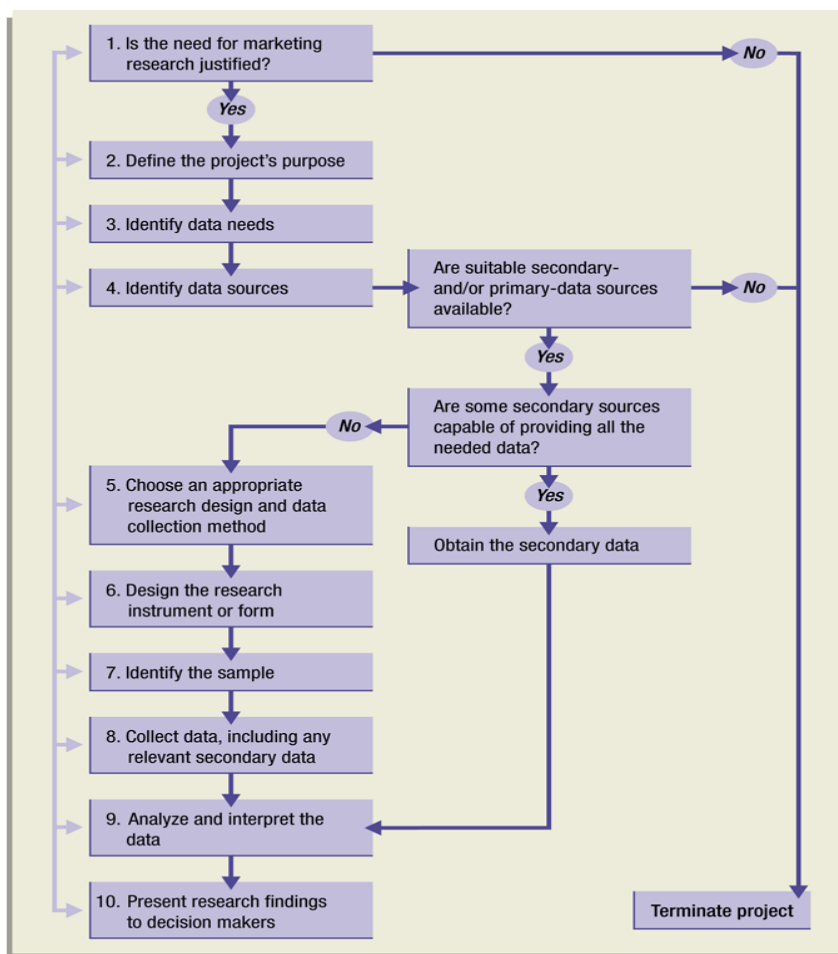 1. Is the need for marketing
research justified?
No
Yes
2. Define the project's purpose
3. Identify data needs
4. Identify data sources
Are suitable secondary-
and/or primary-data sources
available?
No
Yes
Are some secondary sources
capable of providing all the
needed data?
No
Yes
5. Choose an appropriate
research design and data
collection method
Obtain the secondary data
6. Design the research
instrument or form
7. Identify the sample
8. Collect data, including any
relevant secondary data
9. Analyze and interpret the
data
10. Present research findings
to decision makers
Terminate project